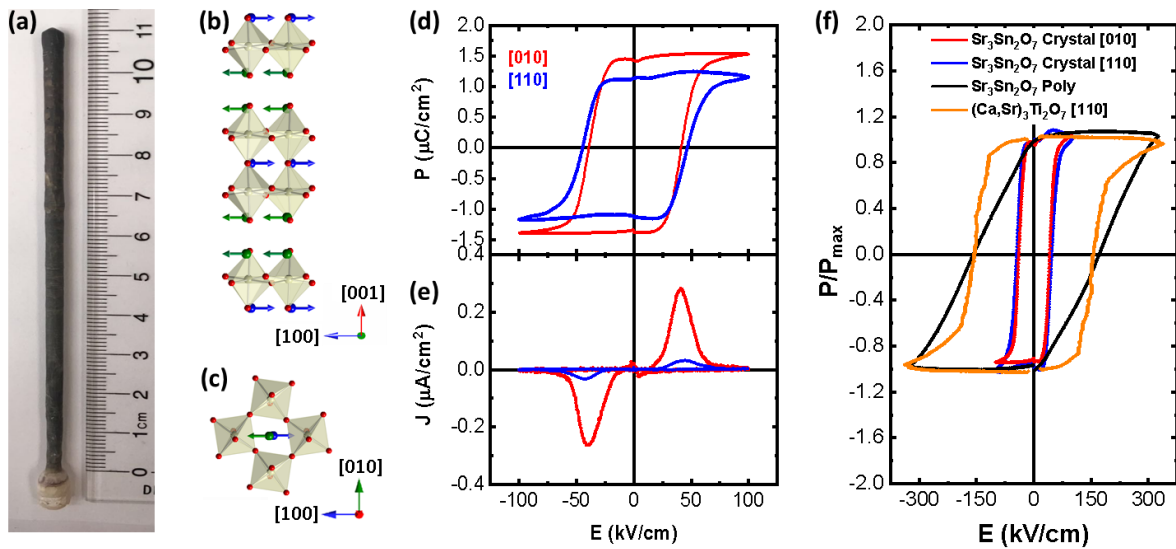 (a)
11
10
9
8
7
6
5
4
3
2
1cm
0
(b)
[001]
[100]
(c)
[010]
[100]
(d)
[010]
[110]
P (μC/cm²)
1.5
1.0
0.5
0.0
-0.5
-1.0
-1.5
(e)
J (μA/cm²)
0.4
0.2
0.0
-0.2
-0.4
-100 -50 0 50 100
E (kV/cm)
(f)
Sr₃Sn₂O₇ Crystal [010]
Sr₃Sn₂O₇ Crystal [110]
Sr₃Sn₂O₇ Poly
(Ca,Sr)₃Ti₂O₇ [110]
P/Pₘₐₓ
2.0
1.6
1.2
0.8
0.4
0.0
-0.4
-0.8
-1.2
-1.6
-2.0
-300 -150 0 150 300
E (kV/cm)